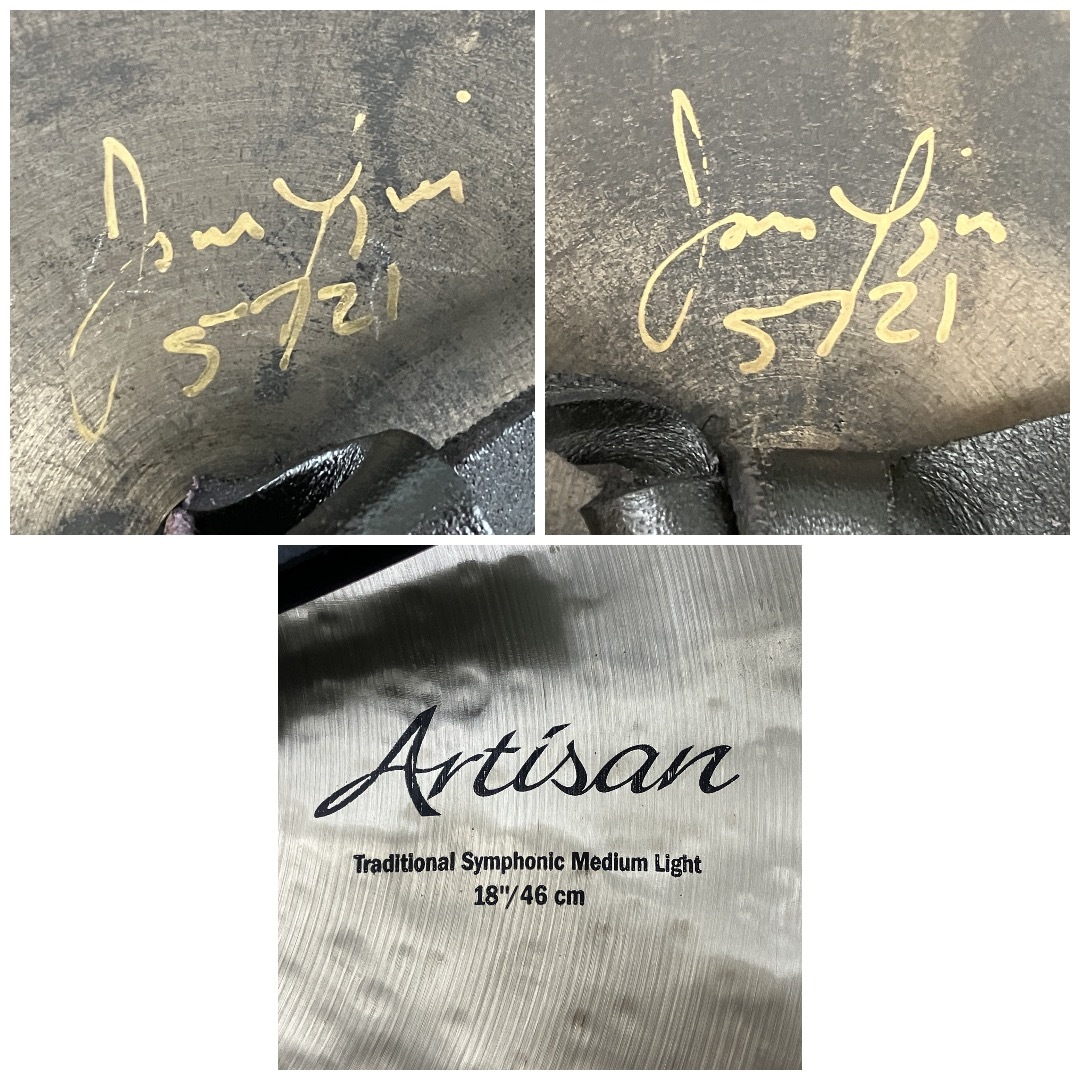 5/21
5/21
Artisan
Traditional Symphonic Medium Light
18"/46 cm